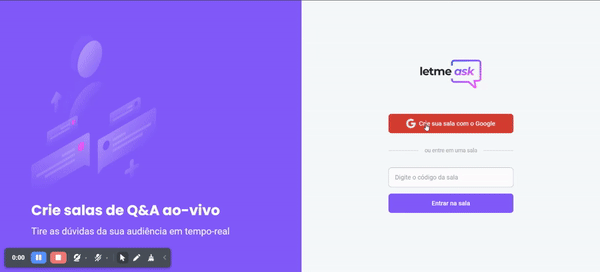 letme ask
Crie sua sala com o Google
ou entre em uma sala
Digite o código da sala
Entrar na sala
Crie salas de Q&A ao-vivo
Tire as dúvidas da sua audiência em tempo-real
0:00